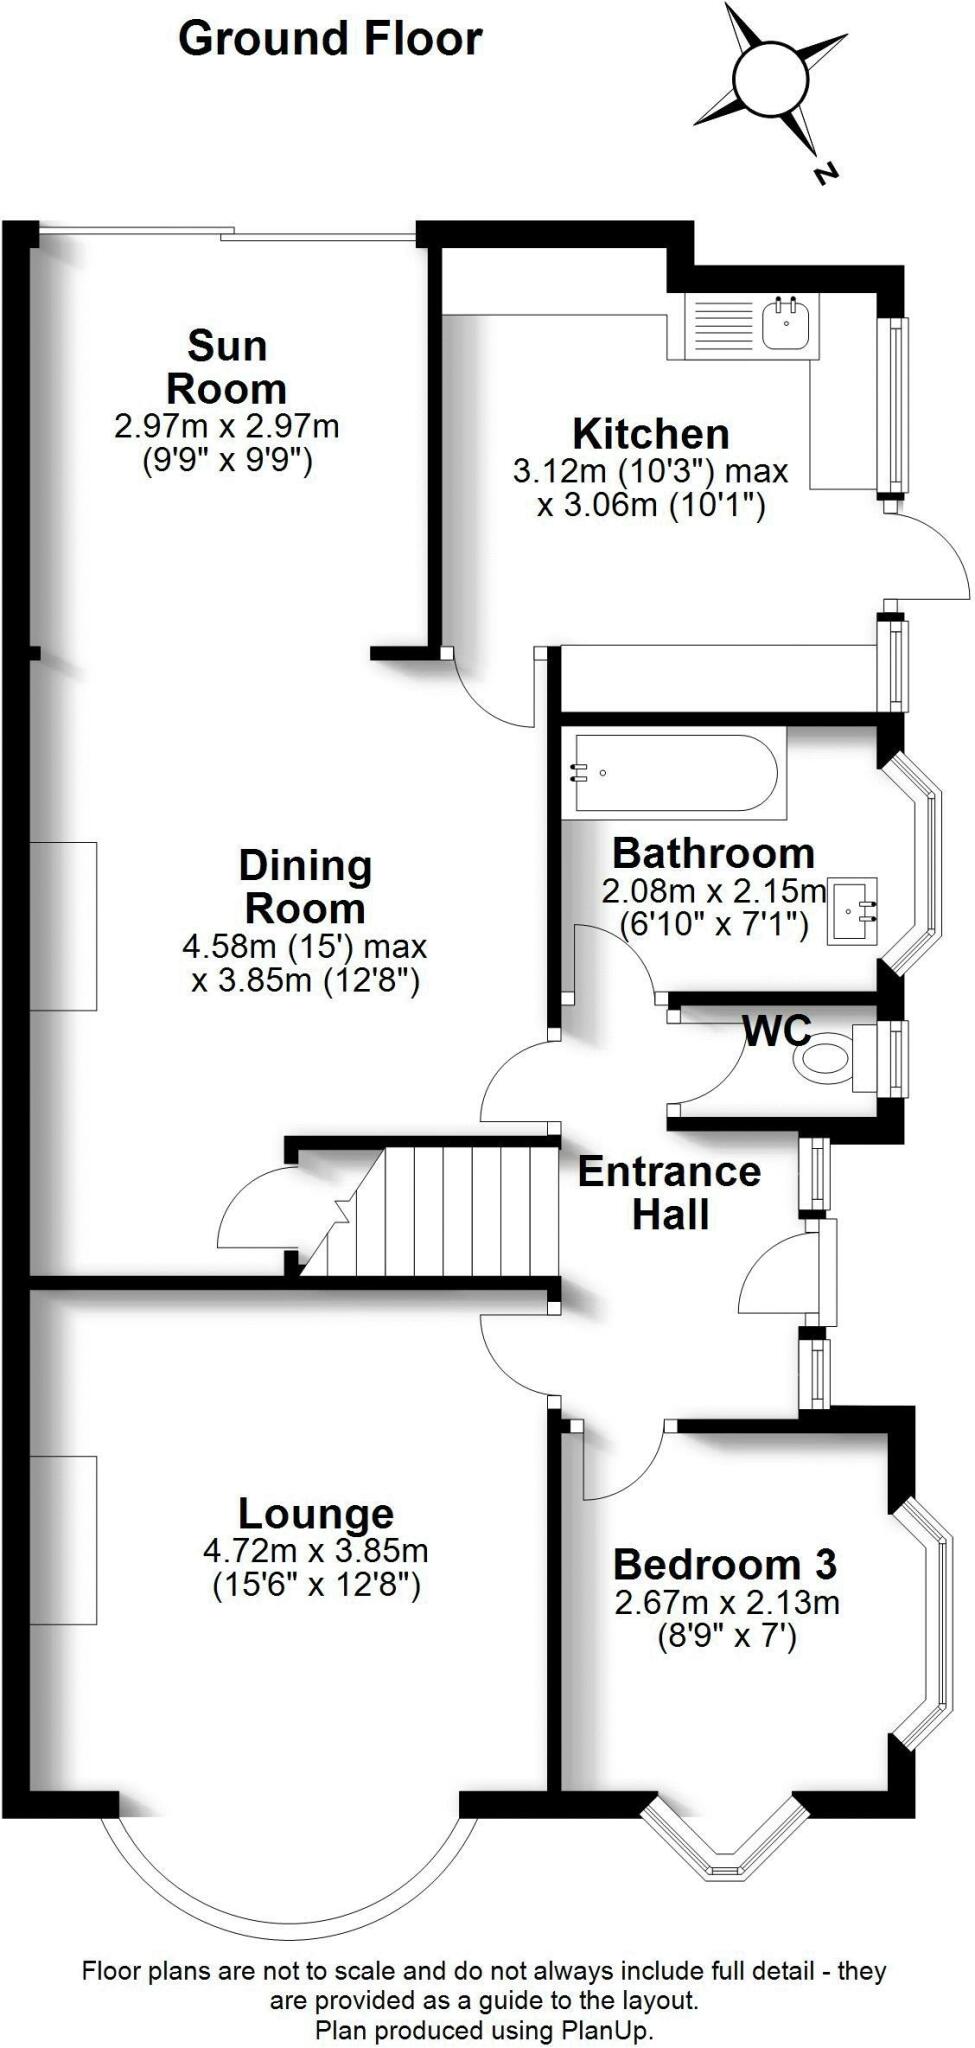 Ground Floor
N
Sun
Room
2.97m x 2.97m
(9'9" x 9'9")
Kitchen
3.12m (10'3") max
x 3.06m (10'1")
Dining
Room
4.58m (15') max
x 3.85m (12'8")
Bathroom
2.08m x 2.15m
(6'10" x 7'1")
WC
Entrance
Hall
Lounge
4.72m x 3.85m
(15'6" x 12'8")
Bedroom 3
2.67m x 2.13m
(8'9" x 7')
Floor plans are not to scale and do not always include full detail - they
are provided as a guide to the layout.
Plan produced using PlanUp.